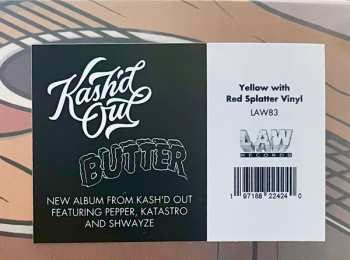 Kash'd
Out
BUTTER
NEW ALBUM FROM KASH'D OUT
FEATURING PEPPER, KATASTRO
AND SHWAYZE
Yellow with
Red Splatter Vinyl
LAW83
LAW
RECORDS
1 97188 22424 0